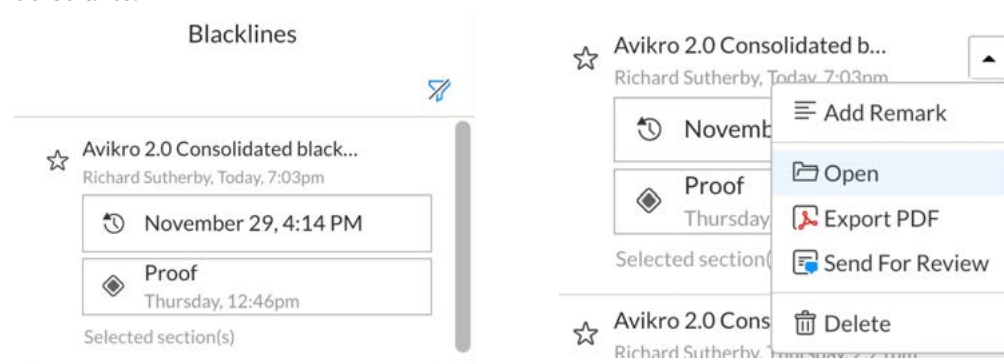 Blacklines
Avikro 2.0 Consolidated black...
Richard Sutherby, Today, 7:03pm
November 29, 4:14 PM
Proof
Thursday, 12:46pm
Selected section(s)
Avikro 2.0 Consolidated b...
Richard Sutherby, Today, 7:03pm
Novemb
Proof
Thursday
Selected section(
Add Remark
Open
Export PDF
Send For Review
Delete
Avikro 2.0 Cons
Richard Sutherby,